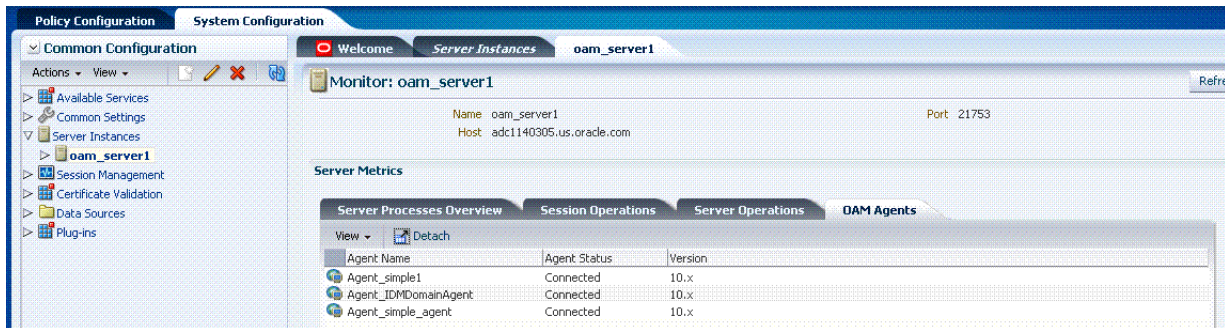 Policy Configuration System Configuration
Common Configuration
Actions View
Available Services
Common Settings
Server Instances
oam_server1
Session Management
Certificate Validation
Data Sources
Plug-ins
Welcome Server Instances oam_server1
Monitor: oam_server1 Refre
Name oam_server1 Port 21753
Host adc1140305.us.oracle.com
Server Metrics
Server Processes Overview Session Operations Server Operations OAM Agents
View Detach
Agent Name Agent Status Version
Agent_simple1 Connected 10.x
Agent_IDMDomainAgent Connected 10.x
Agent_simple_agent Connected 10.x